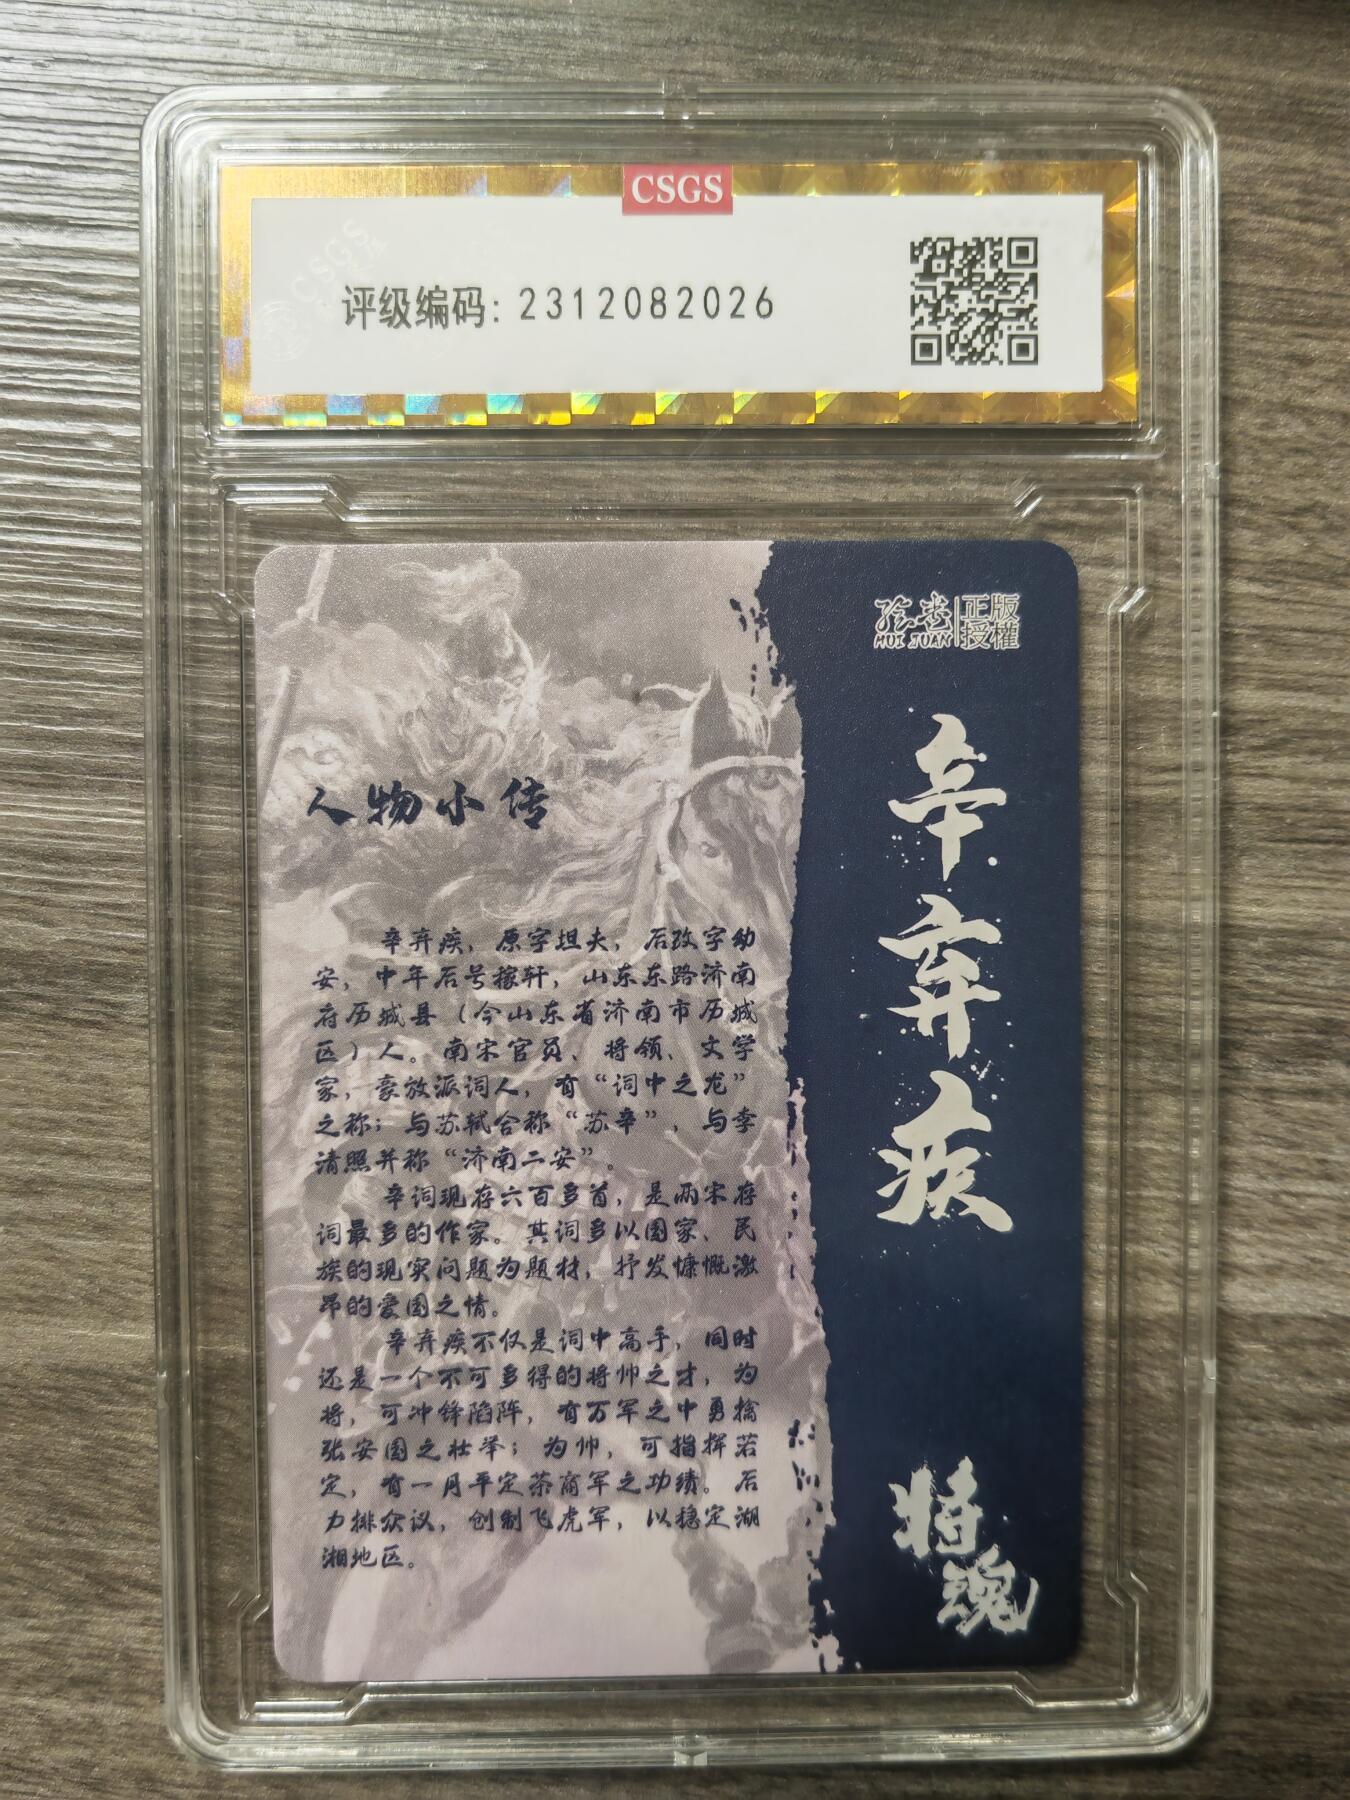 CSGS
评级编码: 2312082026
绘卷
HUI JUAN
正版
授權
辛弃疾
将魂
人物小传
辛弃疾，原字坦夫，后改字幼
安，中年后号稼轩，山东东路济南
府历城县（今山东省济南市历城
区）人。南宋官员、将领、文学
家，豪放派词人，有“词中之龙”
之称；与苏轼合称“苏辛”，与李
清照并称“济南二安”。
辛词现存六百多首，是两宋存
词最多的作家。其词多以国家、民
族的现实问题为题材，抒发慷慨激
昂的爱国之情。
辛弃疾不仅是词中高手，同时
还是一个不可多得的将帅之才，为
将，可冲锋陷阵，有万军之中勇擒
张安国之壮举；为帅，可指挥若
定，有一月平定茶商军之功绩。后
力排众议，创制飞虎军，以稳定湖
湘地区。